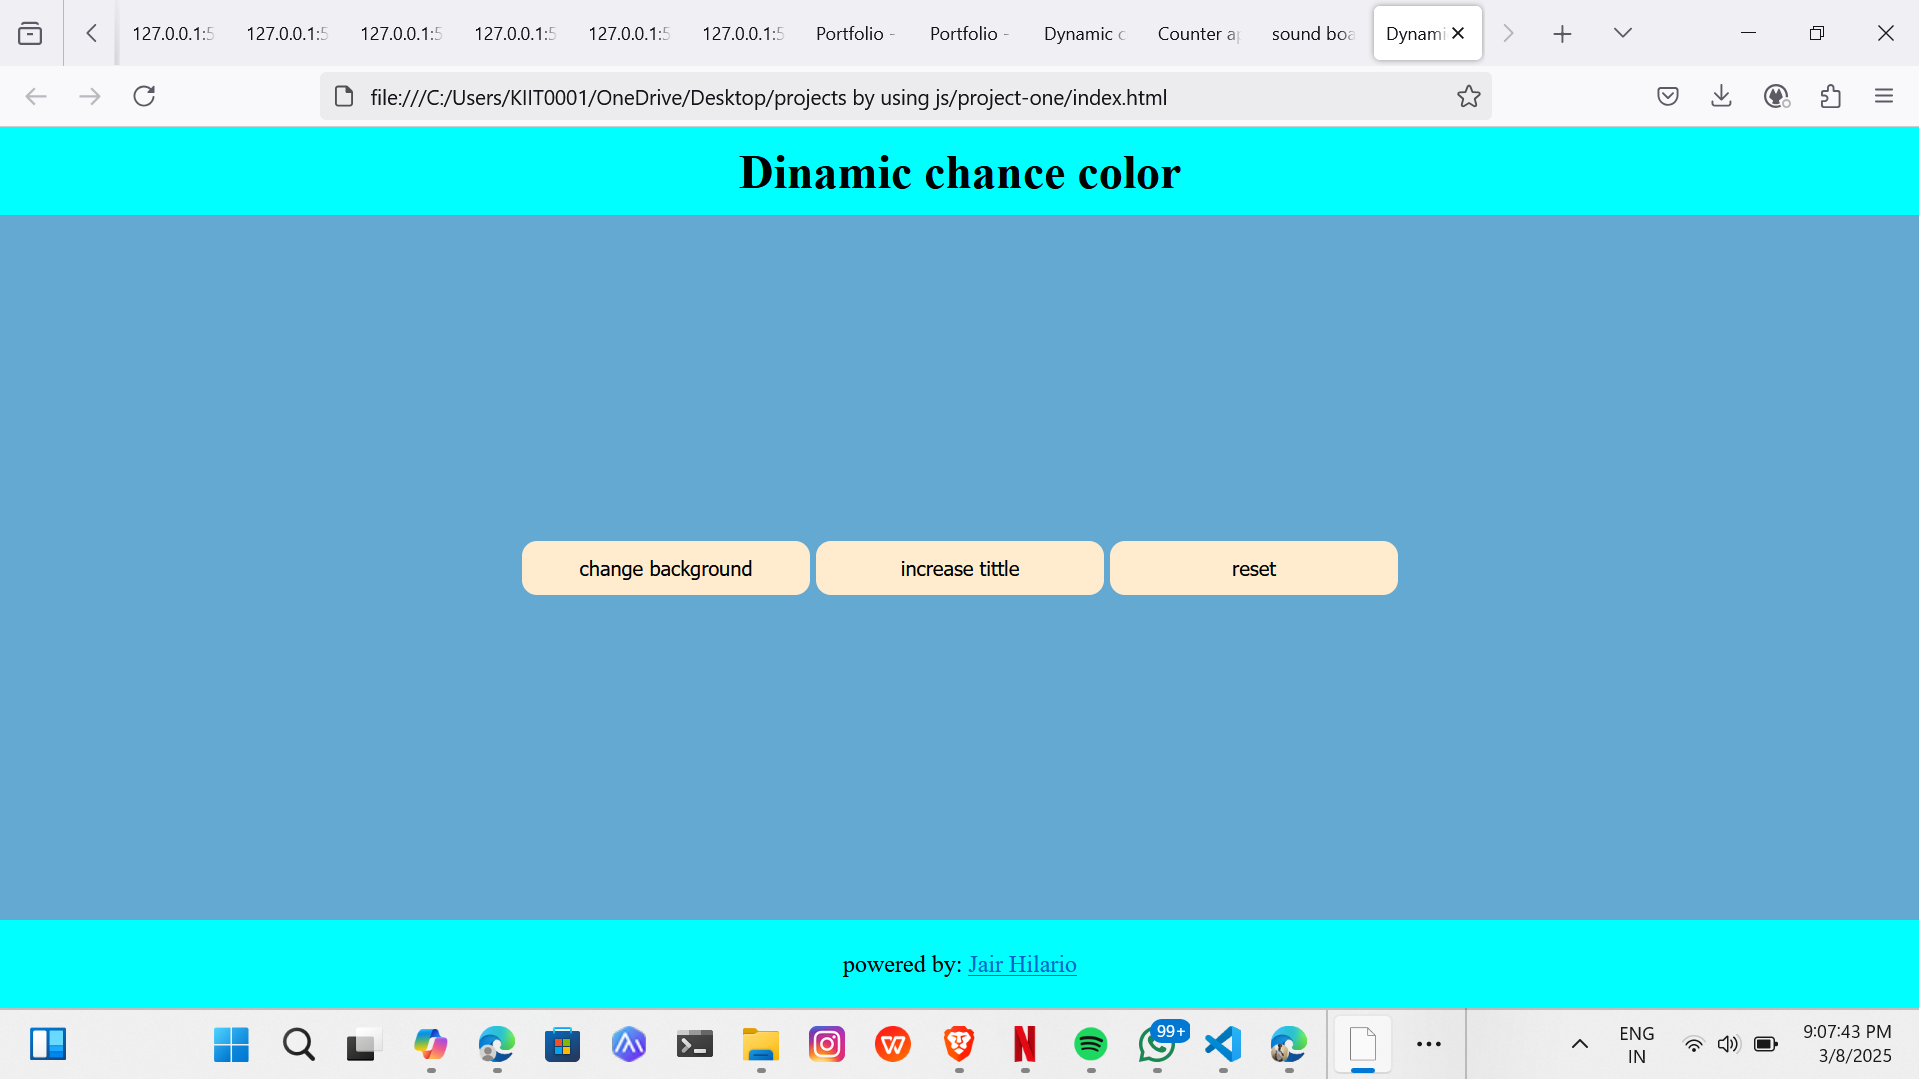 127.0.0.1:5 127.0.0.1:5 127.0.0.1:5 127.0.0.1:5 127.0.0.1:5 127.0.0.1:5 Portfolio - Portfolio - Dynamic c Counter ap sound boa Dynami
file:///C:/Users/KIIT0001/OneDrive/Desktop/projects by using js/project-one/index.html
Dinamic chance color
change background increase tittle reset
powered by: Jair Hilario
99+
ENG
IN
9:07:43 PM
3/8/2025